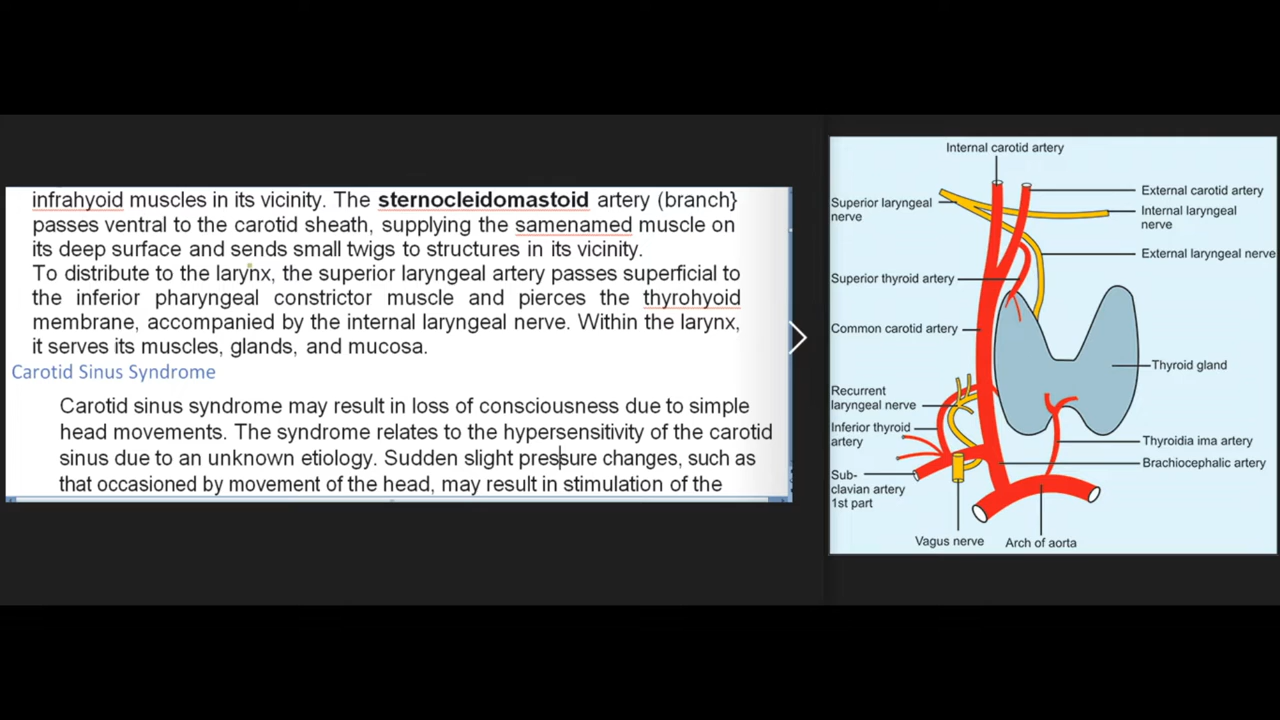 infrahyoid muscles in its vicinity. The sternocleidomastoid artery (branch}
passes ventral to the carotid sheath, supplying the samenamed muscle on
its deep surface and sends small twigs to structures in its vicinity.
To distribute to the larynx, the superior laryngeal artery passes superficial to
the inferior pharyngeal constrictor muscle and pierces the thyrohyoid
membrane, accompanied by the internal laryngeal nerve. Within the larynx,
it serves its muscles, glands, and mucosa.
Carotid Sinus Syndrome
Carotid sinus syndrome may result in loss of consciousness due to simple
head movements. The syndrome relates to the hypersensitivity of the carotid
sinus due to an unknown etiology. Sudden slight pressure changes, such as
that occasioned by movement of the head, may result in stimulation of the
Internal carotid artery
External carotid artery
Superior laryngeal
nerve
Internal laryngeal
nerve
External laryngeal nerve
Superior thyroid artery
Common carotid artery
Thyroid gland
Recurrent
laryngeal nerve
Inferior thyroid
artery
Thyroidia ima artery
Brachiocephalic artery
Sub-
clavian artery
1st part
Vagus nerve
Arch of aorta